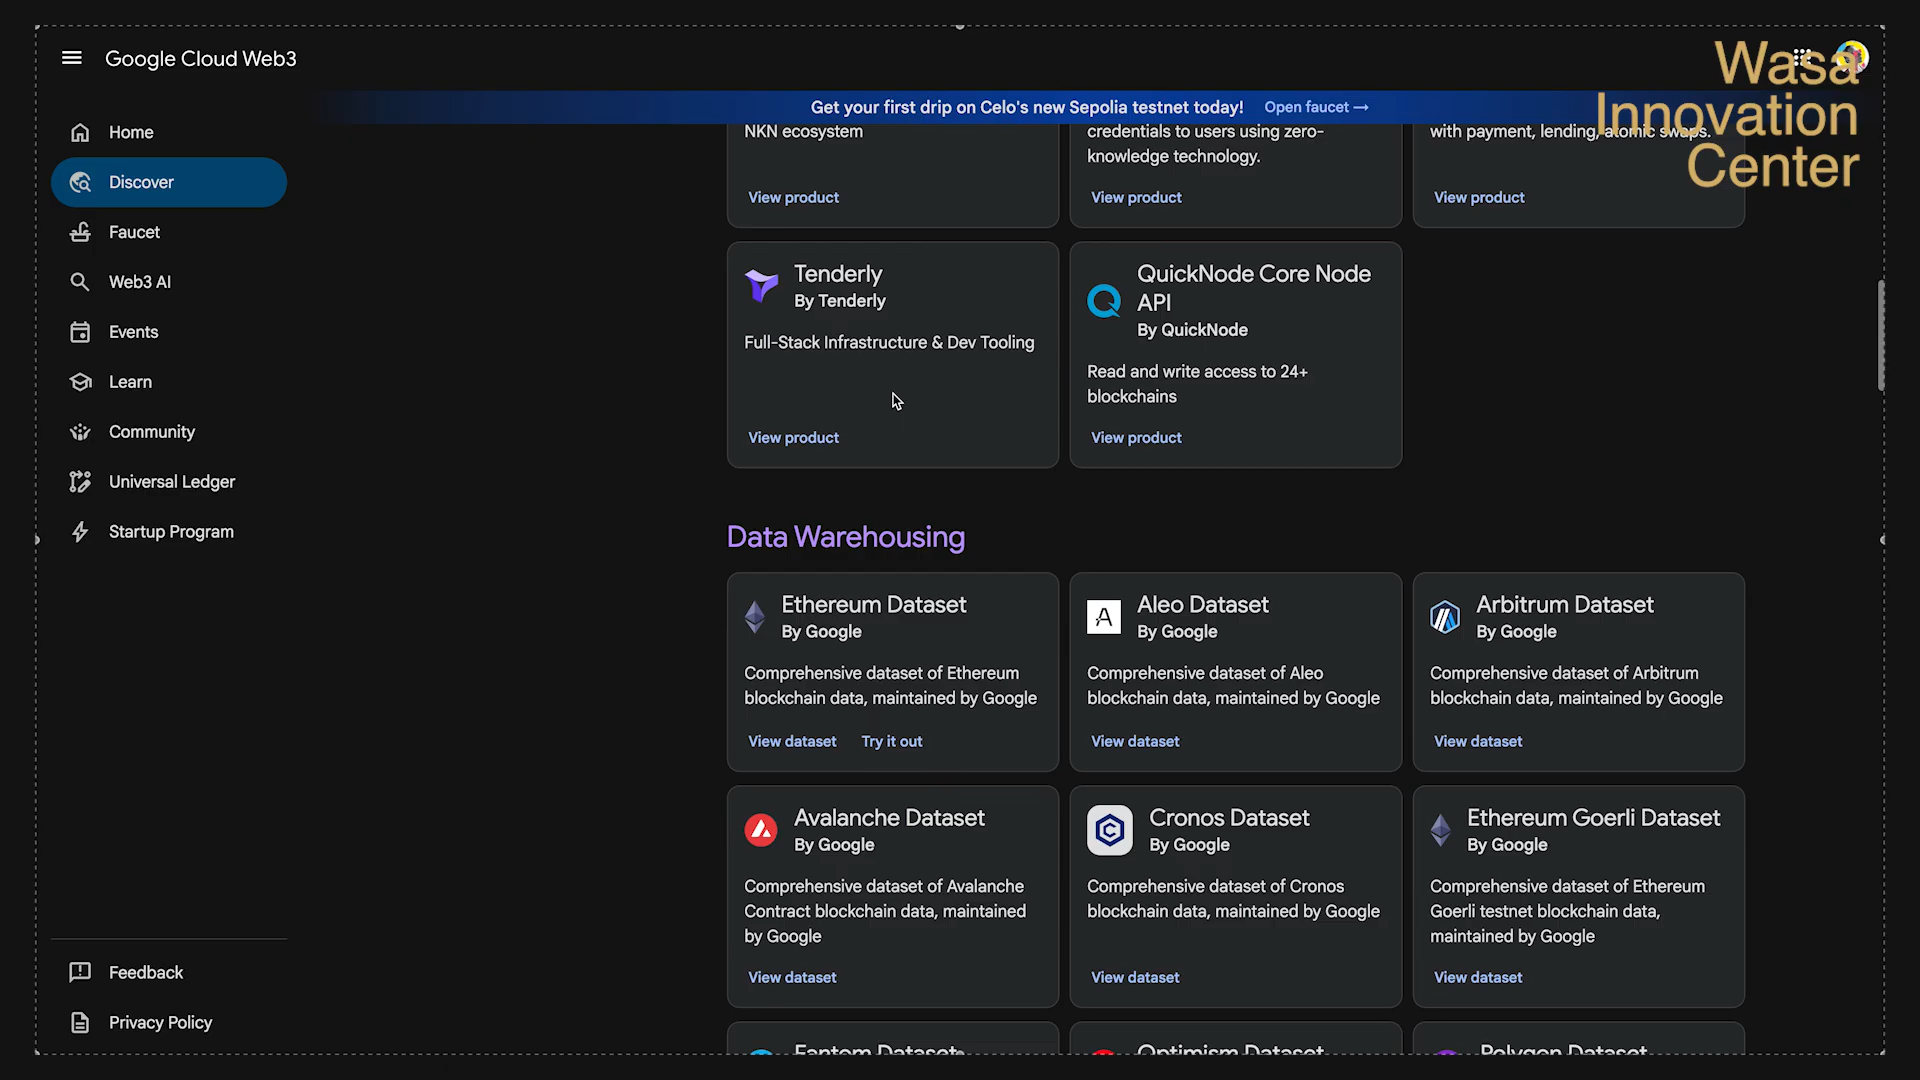 Google Cloud Web3
Wasa
Innovation
Center
Get your first drip on Celo's new Sepolia testnet today! Open faucet →
Home
Discover
Faucet
Web3 AI
Events
Learn
Community
Universal Ledger
Startup Program
Feedback
Privacy Policy
NKN ecosystem
View product
credentials to users using zero-
knowledge technology.
View product
with payment, lending, atomic swaps.
View product
Tenderly
By Tenderly
Full-Stack Infrastructure & Dev Tooling
View product
QuickNode Core Node
API
By QuickNode
Read and write access to 24+
blockchains
View product
Data Warehousing
Ethereum Dataset
By Google
Comprehensive dataset of Ethereum
blockchain data, maintained by Google
View dataset Try it out
A
Aleo Dataset
By Google
Comprehensive dataset of Aleo
blockchain data, maintained by Google
View dataset
Arbitrum Dataset
By Google
Comprehensive dataset of Arbitrum
blockchain data, maintained by Google
View dataset
Avalanche Dataset
By Google
Comprehensive dataset of Avalanche
Contract blockchain data, maintained
by Google
View dataset
Cronos Dataset
By Google
Comprehensive dataset of Cronos
blockchain data, maintained by Google
View dataset
Ethereum Goerli Dataset
By Google
Comprehensive dataset of Ethereum
Goerli testnet blockchain data,
maintained by Google
View dataset
Fantom Dataset
Optimism Dataset
Polygon Dataset